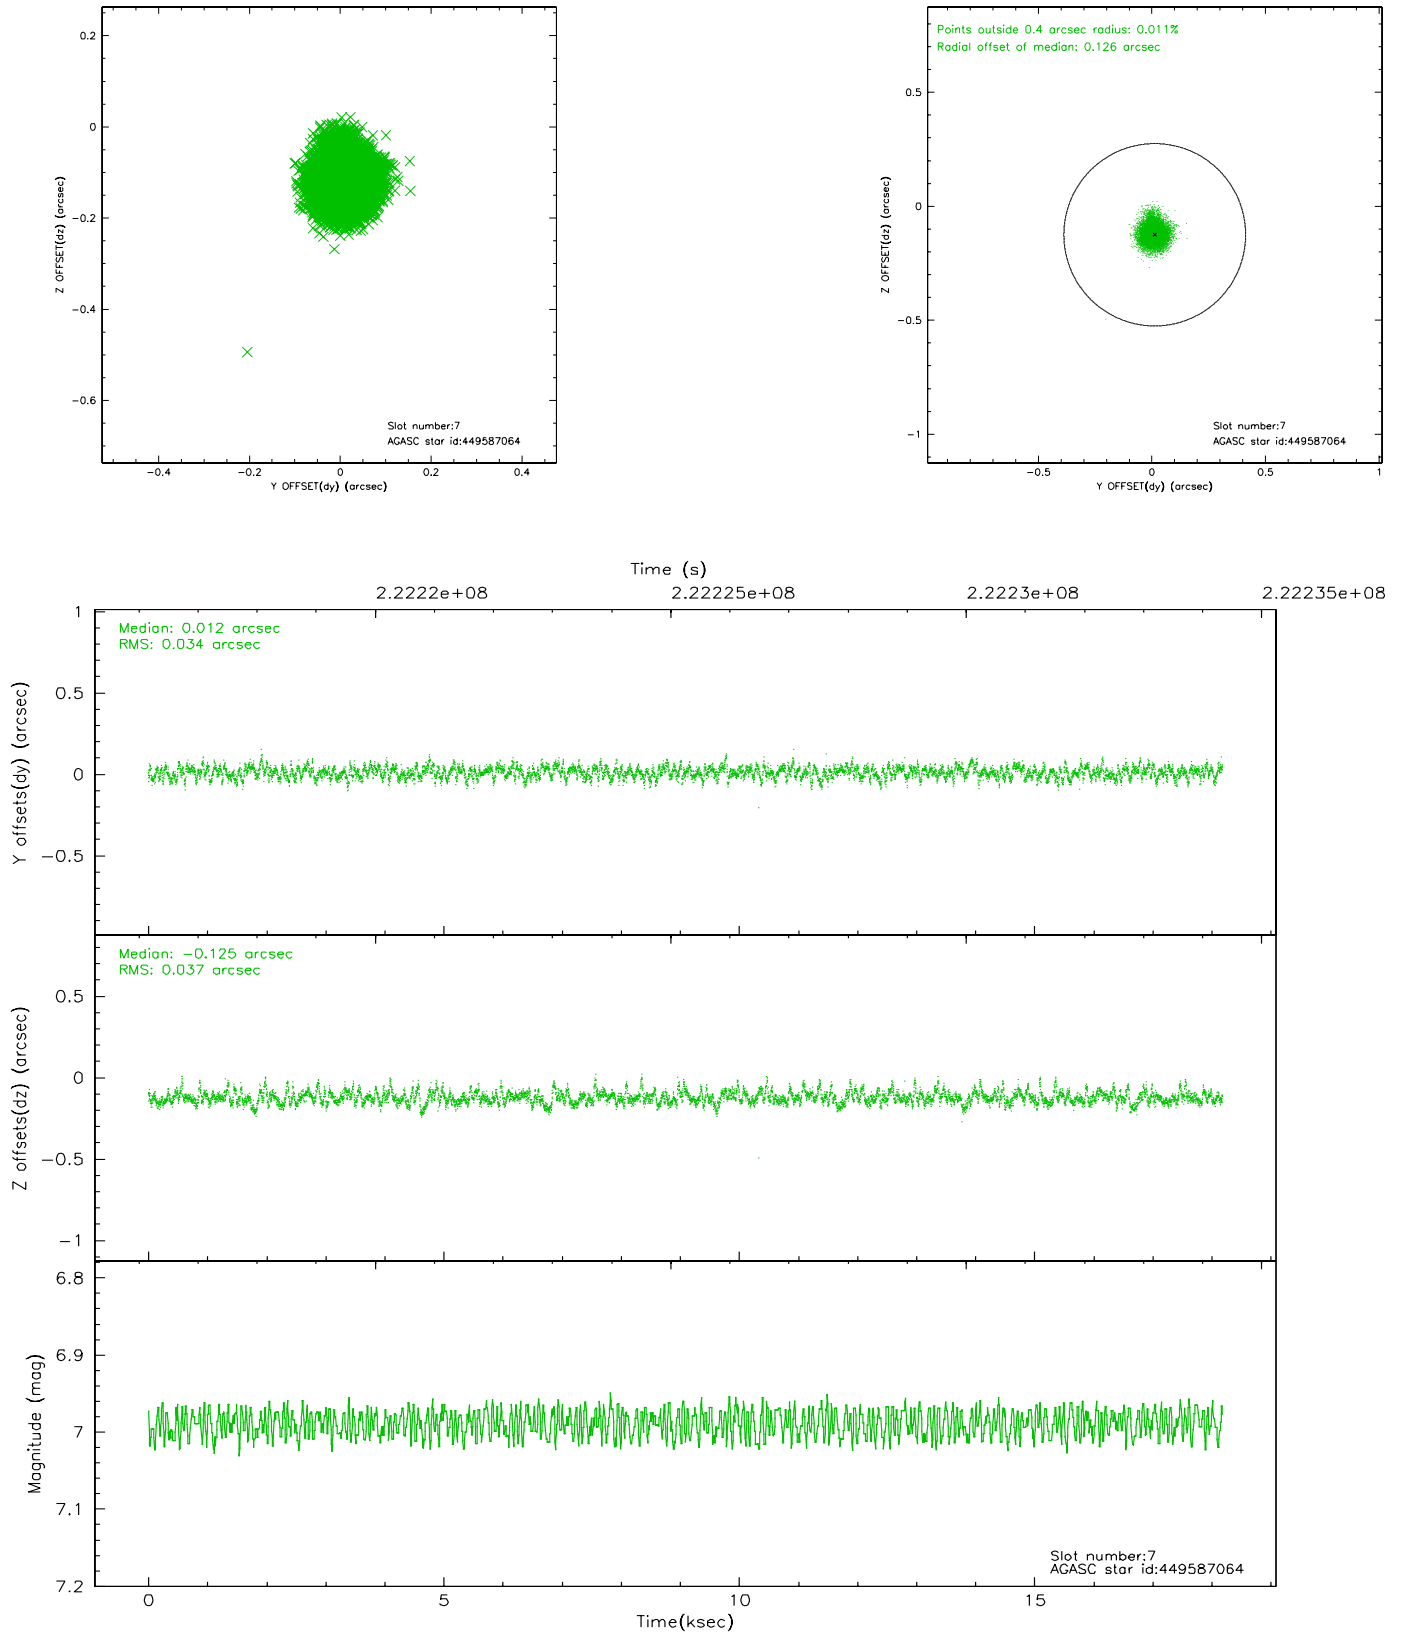 0.2
0
−0.2
−0.4
−0.6
Z OFFSET(dz) (arcsec)
Slot number:7
AGASC star id:449587064
−0.4
−0.2
0
0.2
0.4
Y OFFSET(dy) (arcsec)
Points outside 0.4 arcsec radius: 0.011%
Radial offset of median: 0.126 arcsec
0.5
0
−0.5
−1
Z OFFSET(dz) (arcsec)
Slot number:7
AGASC star id:449587064
−0.5
0
0.5
1
Y OFFSET(dy) (arcsec)
Time (s)
2.2222e+08
2.22225e+08
2.2223e+08
2.22235e+08
Median: 0.012 arcsec
RMS: 0.034 arcsec
1
0.5
0
−0.5
Y offsets(dy) (arcsec)
Median: −0.125 arcsec
RMS: 0.037 arcsec
0.5
0
−0.5
−1
Z offsets(dz) (arcsec)
6.8
6.9
7
7.1
7.2
Magnitude (mag)
Slot number:7
AGASC star id:449587064
0
5
10
15
Time(ksec)